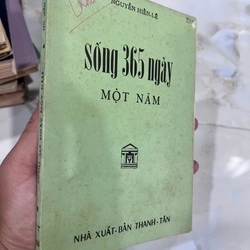 NGUYỄN HIẾN-LÊ
Sống 365 ngày
MỘT NĂM
NHÀ XUẤT-BẢN THANH-TÂN